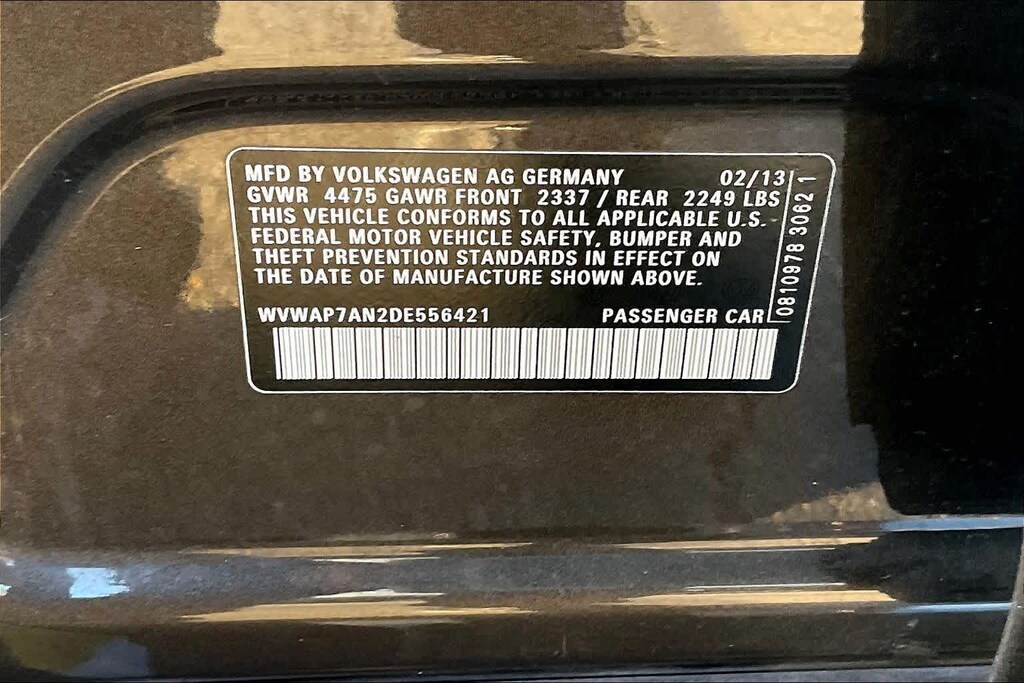 MFD BY VOLKSWAGEN AG GERMANY 02/13
GVWR 4475 GAWR FRONT 2337 / REAR 2249 LBS
THIS VEHICLE CONFORMS TO ALL APPLICABLE U.S.
FEDERAL MOTOR VEHICLE SAFETY, BUMPER AND
THEFT PREVENTION STANDARDS IN EFFECT ON
THE DATE OF MANUFACTURE SHOWN ABOVE.
WVWAP7AN2DE556421 PASSENGER CAR
0810978 3062 1